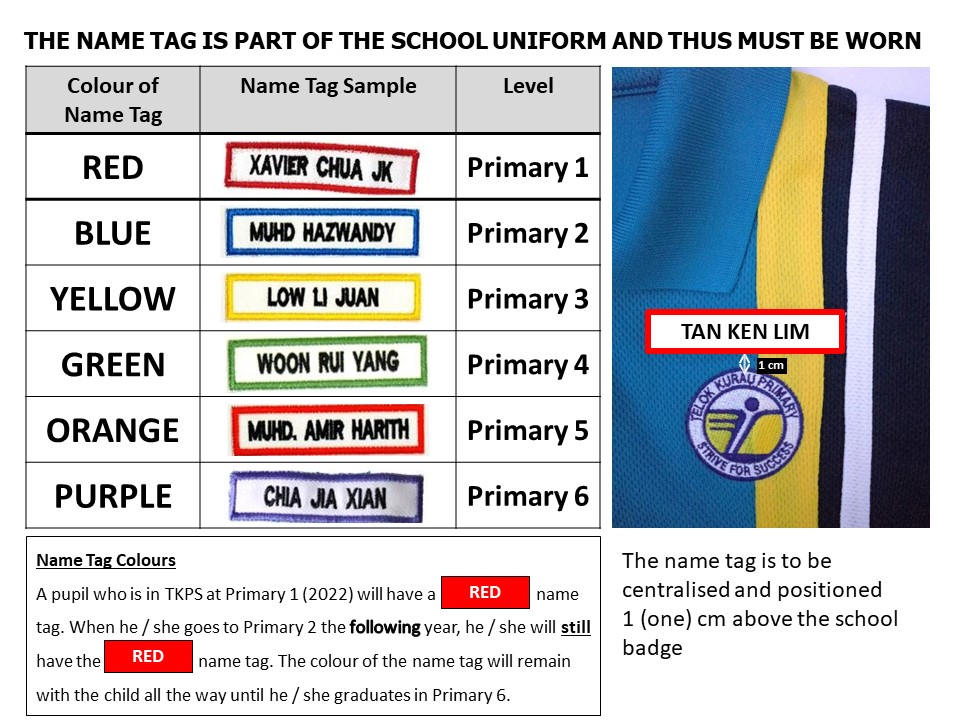 THE NAME TAG IS PART OF THE SCHOOL UNIFORM AND THUS MUST BE WORN
Colour of
Name Tag
Name Tag Sample
Level
RED
XAVIER CHUA JK
Primary 1
BLUE
MUHD HAZWANDY
Primary 2
YELLOW
LOW LI JUAN
Primary 3
GREEN
WOON RUI YANG
Primary 4
ORANGE
MUHD. AMIR HARITH
Primary 5
PURPLE
CHIA JIA XIAN
Primary 6
TAN KEN LIM
1 cm
TELOK KURAU PRIMARY
STRIVE FOR SUCCESS
Name Tag Colours
A pupil who is in TKPS at Primary 1 (2022) will have a RED name
tag. When he / she goes to Primary 2 the following year, he / she will still
have the RED name tag. The colour of the name tag will remain
with the child all the way until he / she graduates in Primary 6.
The name tag is to be
centralised and positioned
1 (one) cm above the school
badge